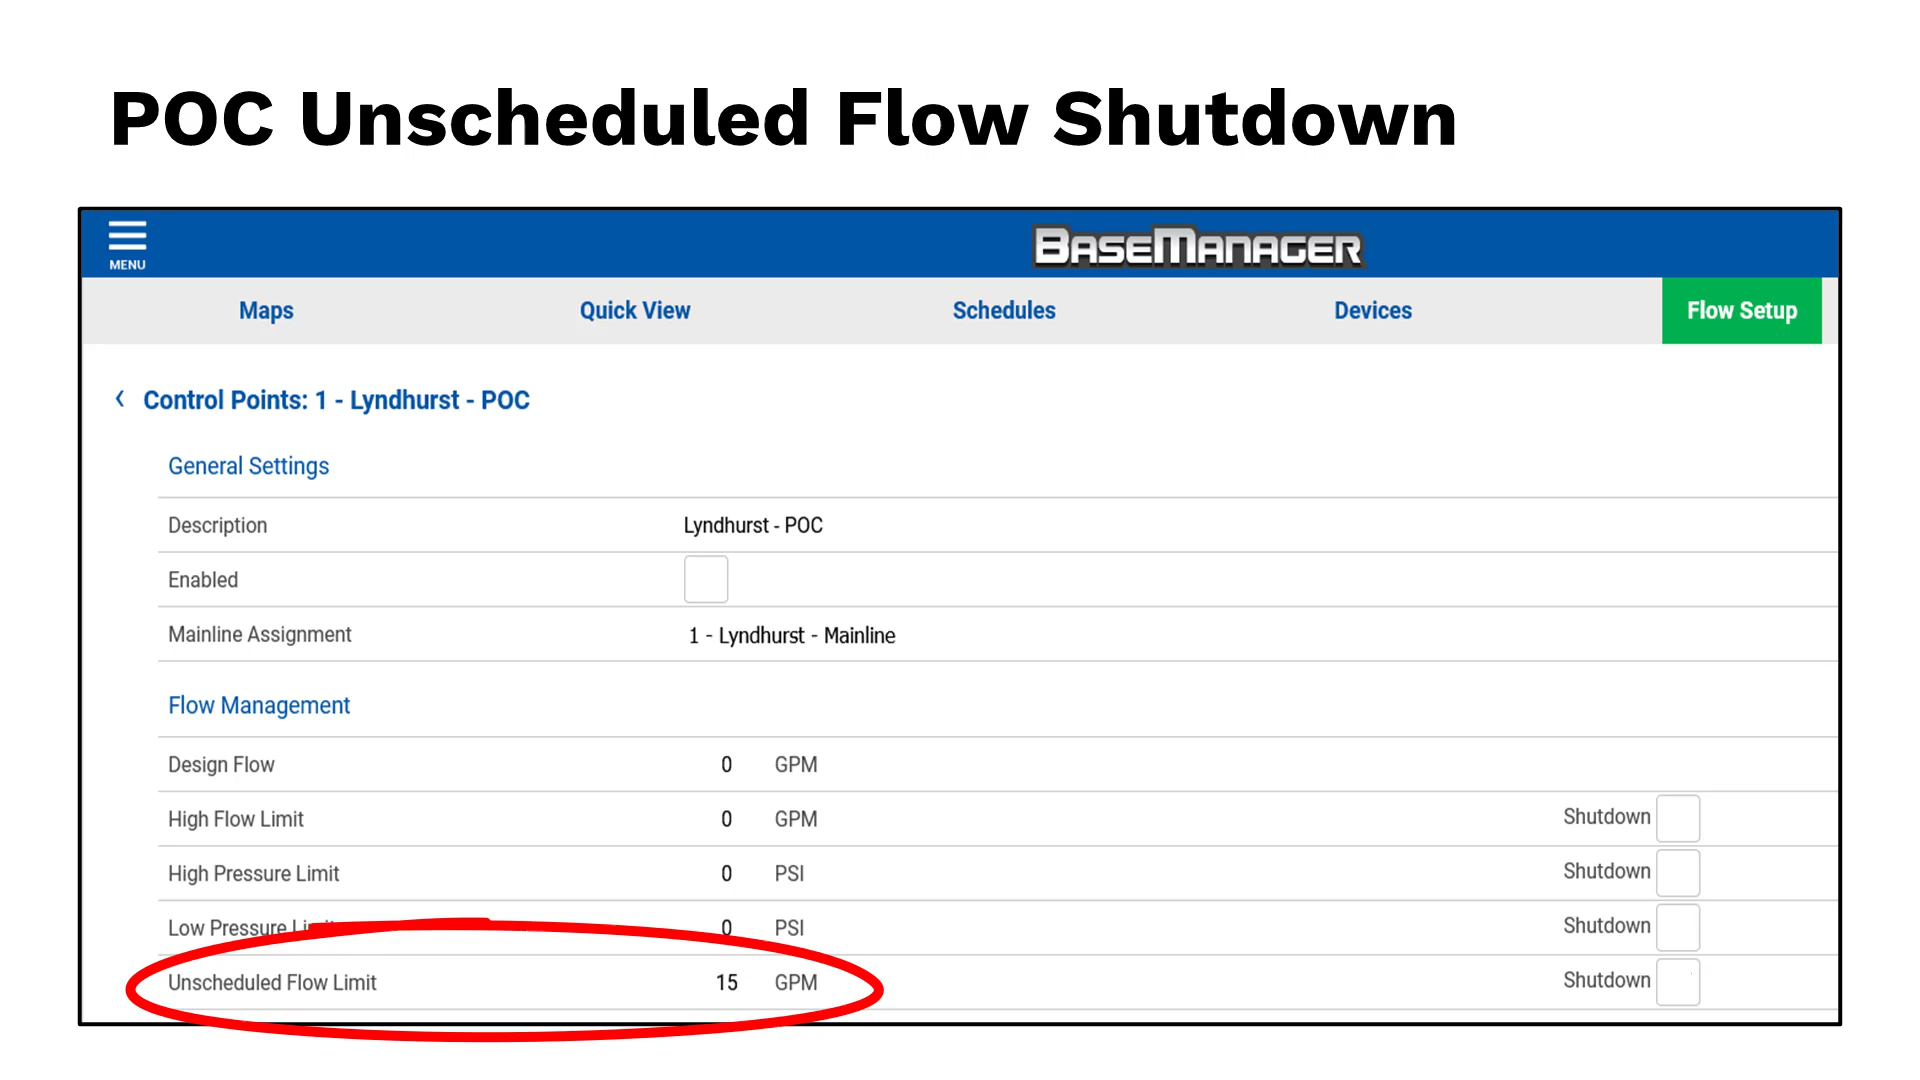 POC Unscheduled Flow Shutdown
MENU
BASEMANAGER
Maps Quick View Schedules Devices Flow Setup
Control Points: 1 - Lyndhurst - POC
General Settings
Description Lyndhurst - POC
Enabled
Mainline Assignment 1 - Lyndhurst - Mainline
Flow Management
Design Flow 0 GPM
High Flow Limit 0 GPM Shutdown
High Pressure Limit 0 PSI Shutdown
Low Pressure Limit 0 PSI Shutdown
Unscheduled Flow Limit 15 GPM Shutdown